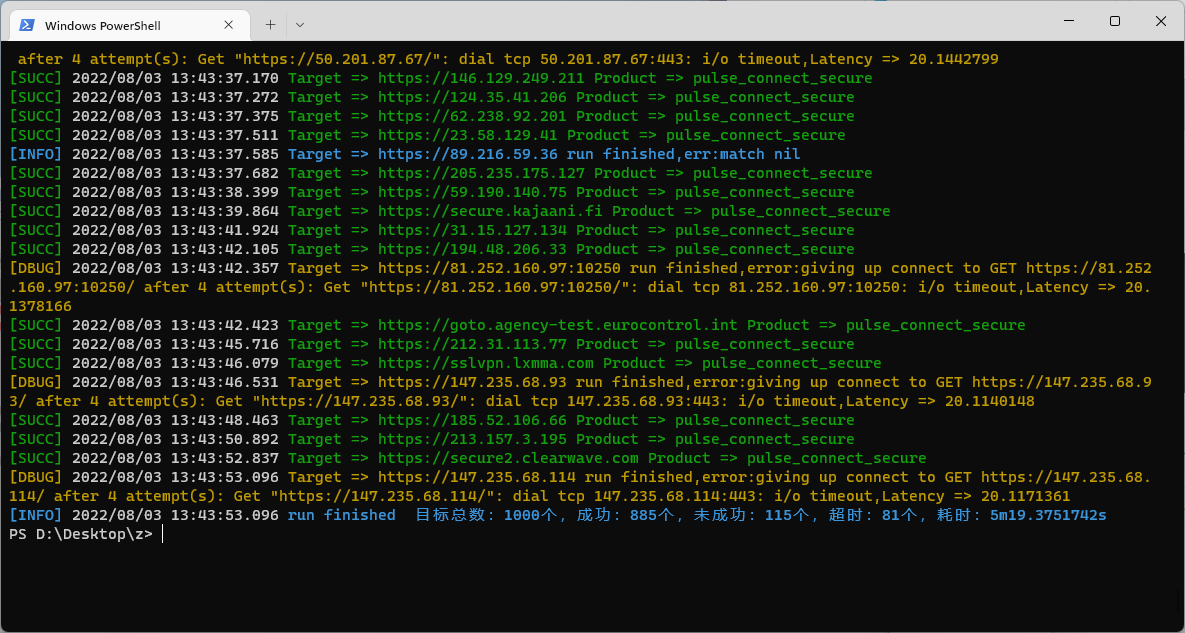 Windows PowerShell
after 4 attempt(s): Get "https://50.201.87.67/": dial tcp 50.201.87.67:443: i/o timeout,Latency => 20.1442799
[SUCC] 2022/08/03 13:43:37.170 Target => https://146.129.249.211 Product => pulse_connect_secure
[SUCC] 2022/08/03 13:43:37.272 Target => https://124.35.41.206 Product => pulse_connect_secure
[SUCC] 2022/08/03 13:43:37.375 Target => https://62.238.92.201 Product => pulse_connect_secure
[SUCC] 2022/08/03 13:43:37.511 Target => https://23.58.129.41 Product => pulse_connect_secure
[INFO] 2022/08/03 13:43:37.585 Target => https://89.216.59.36 run finished,err:match nil
[SUCC] 2022/08/03 13:43:37.682 Target => https://205.235.175.127 Product => pulse_connect_secure
[SUCC] 2022/08/03 13:43:38.399 Target => https://59.190.140.75 Product => pulse_connect_secure
[SUCC] 2022/08/03 13:43:39.864 Target => https://secure.kajaani.fi Product => pulse_connect_secure
[SUCC] 2022/08/03 13:43:41.924 Target => https://31.15.127.134 Product => pulse_connect_secure
[SUCC] 2022/08/03 13:43:42.105 Target => https://194.48.206.33 Product => pulse_connect_secure
[DBUG] 2022/08/03 13:43:42.357 Target => https://81.252.160.97:10250 run finished,error:giving up connect to GET https://81.252
.160.97:10250/ after 4 attempt(s): Get "https://81.252.160.97:10250/": dial tcp 81.252.160.97:10250: i/o timeout,Latency => 20.
1378166
[SUCC] 2022/08/03 13:43:42.423 Target => https://goto.agency-test.eurocontrol.int Product => pulse_connect_secure
[SUCC] 2022/08/03 13:43:45.716 Target => https://212.31.113.77 Product => pulse_connect_secure
[SUCC] 2022/08/03 13:43:46.079 Target => https://sslvpn.lxmma.com Product => pulse_connect_secure
[DBUG] 2022/08/03 13:43:46.531 Target => https://147.235.68.93 run finished,error:giving up connect to GET https://147.235.68.9
3/ after 4 attempt(s): Get "https://147.235.68.93/": dial tcp 147.235.68.93:443: i/o timeout,Latency => 20.1140148
[SUCC] 2022/08/03 13:43:48.463 Target => https://185.52.106.66 Product => pulse_connect_secure
[SUCC] 2022/08/03 13:43:50.892 Target => https://213.157.3.195 Product => pulse_connect_secure
[SUCC] 2022/08/03 13:43:52.837 Target => https://secure2.clearwave.com Product => pulse_connect_secure
[DBUG] 2022/08/03 13:43:53.096 Target => https://147.235.68.114 run finished,error:giving up connect to GET https://147.235.68.
114/ after 4 attempt(s): Get "https://147.235.68.114/": dial tcp 147.235.68.114:443: i/o timeout,Latency => 20.1171361
[INFO] 2022/08/03 13:43:53.096 run finished  目标总数: 1000个, 成功: 885个, 未成功: 115个, 超时: 81个, 耗时: 5m19.3751742s
PS D:\Desktop\z>